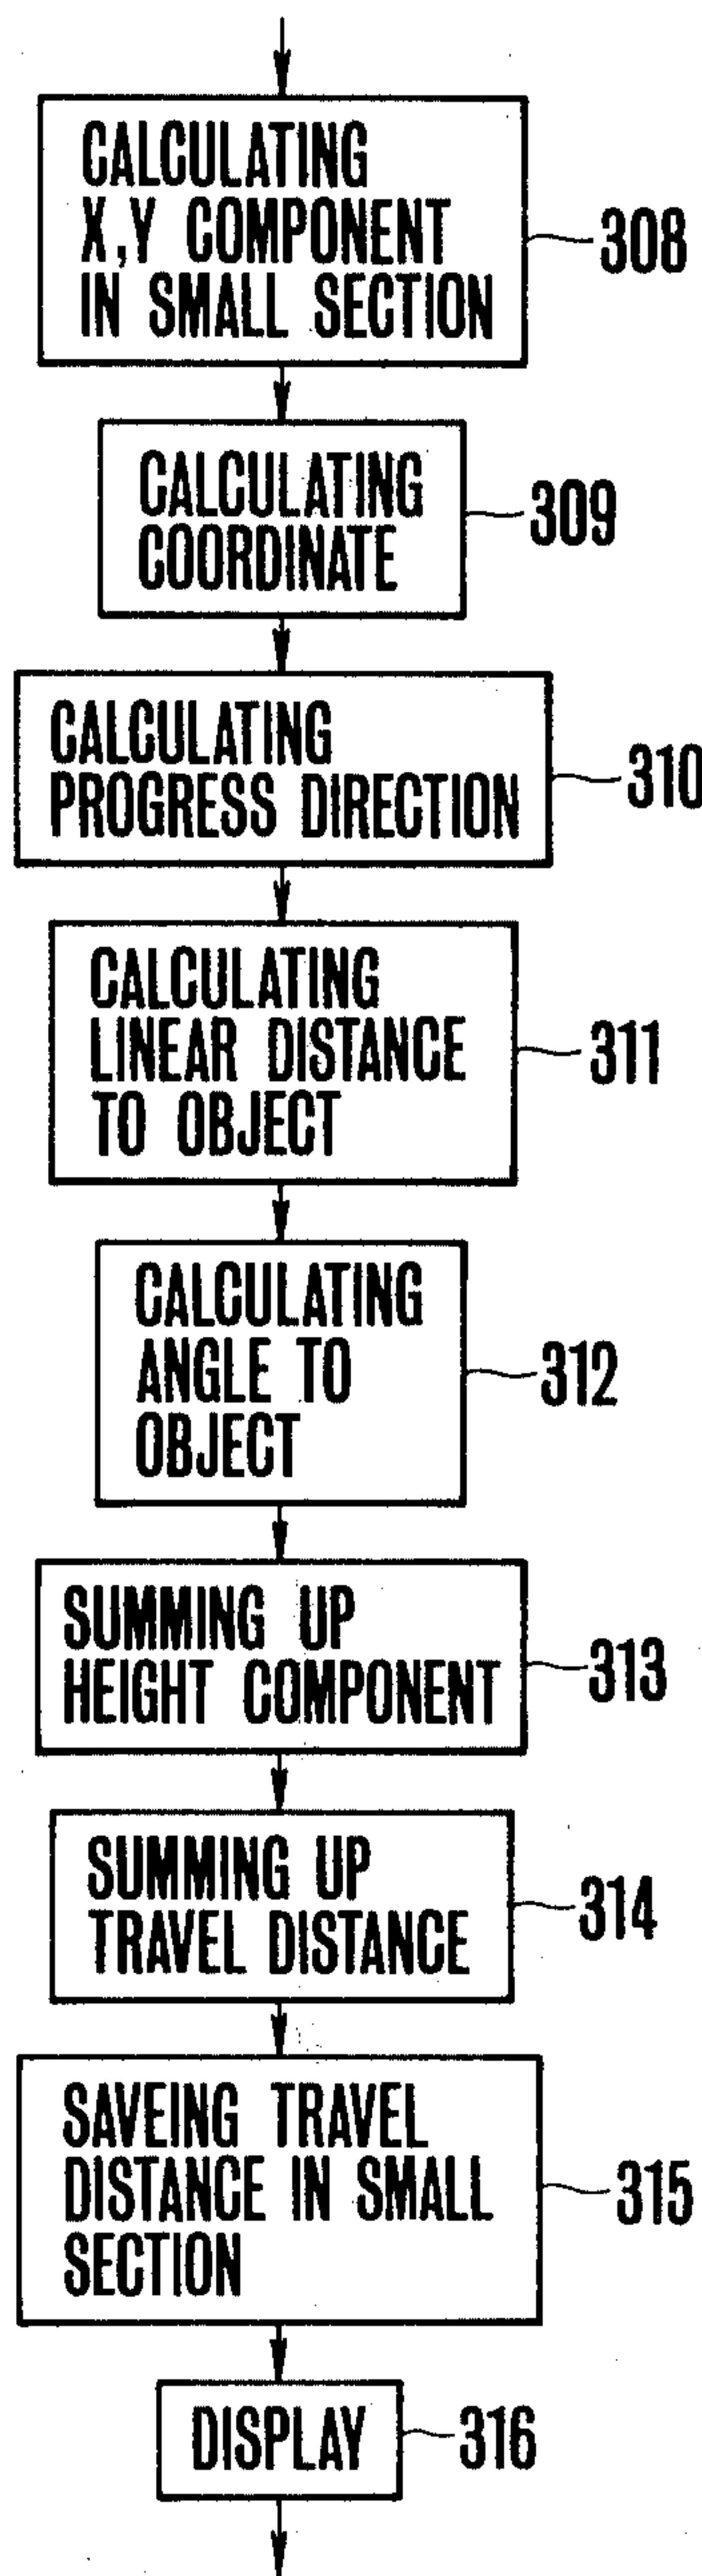 CALCULATING
X,Y COMPONENT
IN SMALL SECTION
308
CALCULATING
COORDINATE
309
CALCULATING
PROGRESS DIRECTION
310
CALCULATING
LINEAR DISTANCE
TO OBJECT
311
CALCULATING
ANGLE TO
OBJECT
312
SUMMING UP
HEIGHT COMPONENT
313
SUMMING UP
TRAVEL DISTANCE
314
SAVEING TRAVEL
DISTANCE IN SMALL
SECTION
315
DISPLAY
316